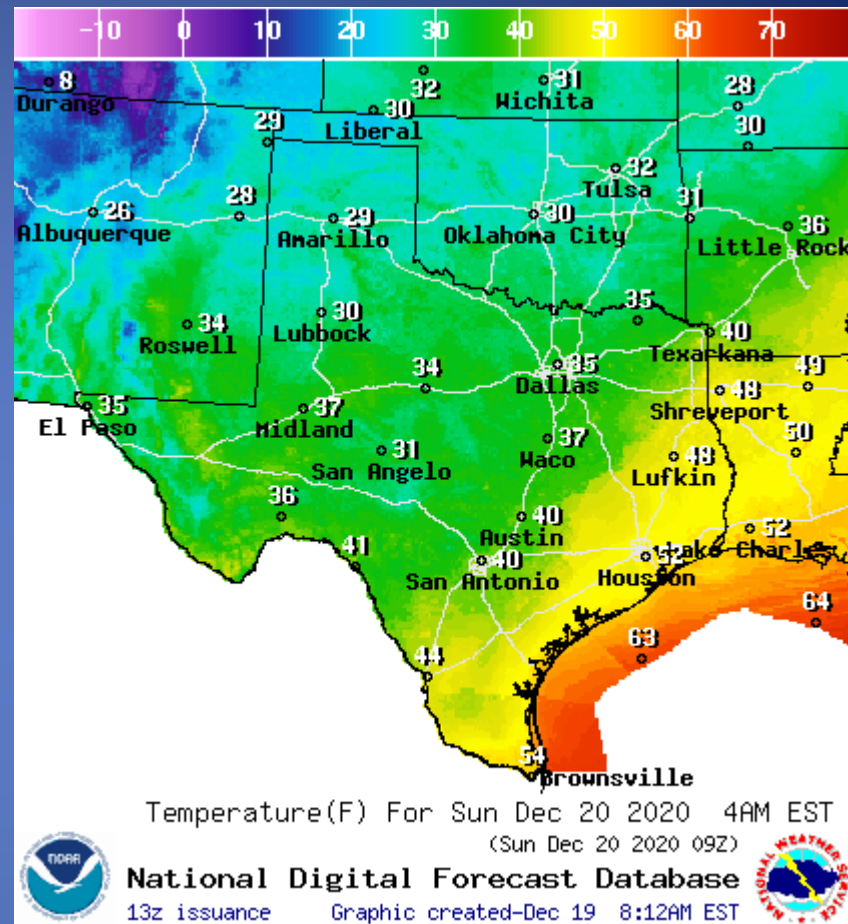 -10 0 10 20 30 40 50 60 70
8
Durango
32
31
Wichita
28
30
Liberal
29
30
32
Tulsa
26
Albuquerque
28
29
Amarillo
30
Oklahoma City
31
36
Little Rock
34
Roswell
30
Lubbock
35
40
Texarkana
35
Dallas
34
48
Shreveport
49
35
El Paso
37
Midland
31
San Angelo
37
Waco
48
Lufkin
50
36
40
Austin
41
40
San Antonio
52
Houston
52
Lake Charles
44
63
64
54
Brownsville
Temperature(F) For Sun Dec 20 2020 4AM EST
(Sun Dec 20 2020 09Z)
NOAA
National Digital Forecast Database
13z issuance Graphic created-Dec 19 8:12AM EST
NATIONAL WEATHER SERVICE